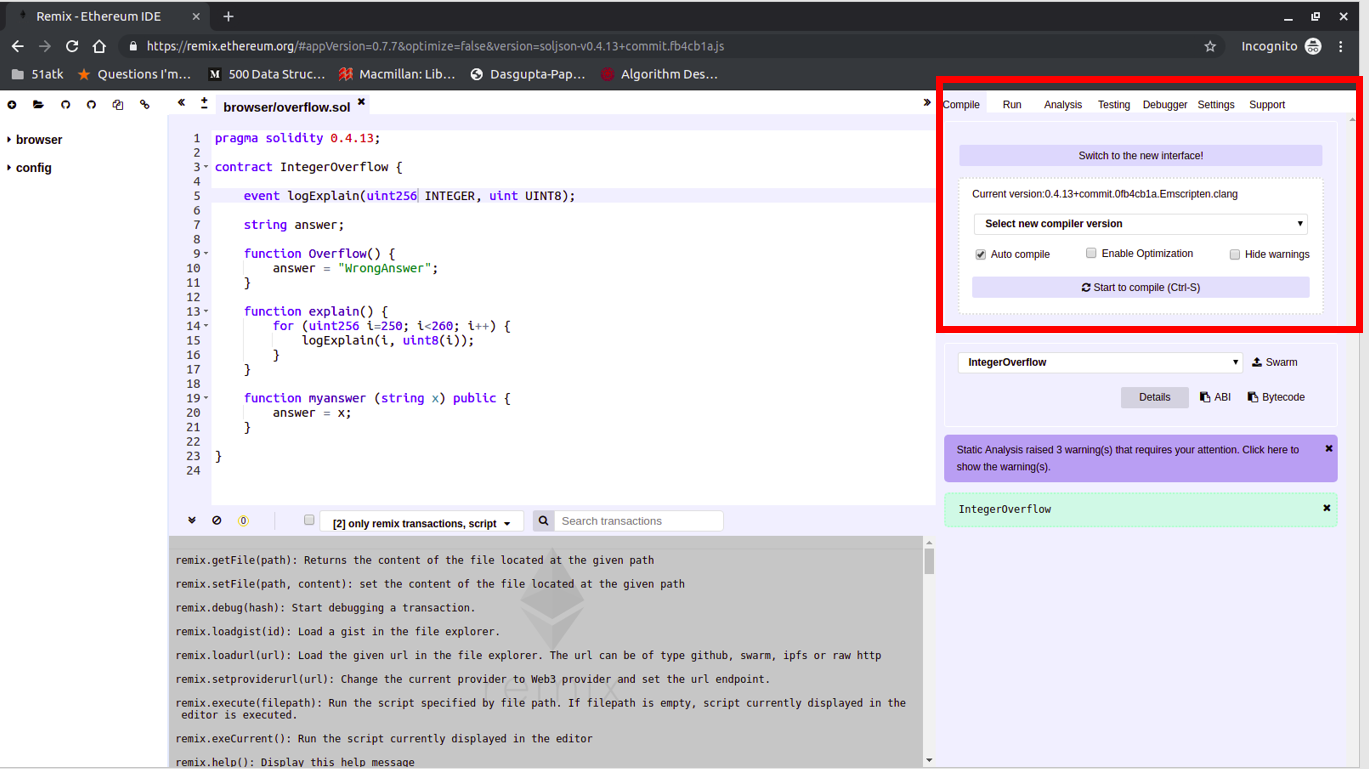 Remix - Ethereum IDE
https://remix.ethereum.org/#appVersion=0.7.7&optimize=false&version=soljson-v0.4.13+commit.fb4cb1a.js
Incognito
51atk Questions I'm… 500 Data Struc… Macmillan: Lib… Dasgupta-Pap… Algorithm Des…
browser/overflow.sol
browser
config
1 pragma solidity 0.4.13;
2
3 contract IntegerOverflow {
4
5 event logExplain(uint256 INTEGER, uint UINT8);
6
7 string answer;
8
9 function Overflow() {
10 answer = "WrongAnswer";
11 }
12
13 function explain() {
14 for (uint256 i=250; i<260; i++) {
15 logExplain(i, uint8(i));
16 }
17 }
18
19 function myanswer (string x) public {
20 answer = x;
21 }
22
23 }
24
0
[2] only remix transactions, script
Search transactions
remix.getFile(path): Returns the content of the file located at the given path
remix.setFile(path, content): set the content of the file located at the given path
remix.debug(hash): Start debugging a transaction.
remix.loadgist(id): Load a gist in the file explorer.
remix.loadurl(url): Load the given url in the file explorer. The url can be of type github, swarm, ipfs or raw http
remix.setproviderurl(url): Change the current provider to Web3 provider and set the url endpoint.
remix.execute(filepath): Run the script specified by file path. If filepath is empty, script currently displayed in the
editor is executed.
remix.exeCurrent(): Run the script currently displayed in the editor
remix.help(): Display this help message
remix
Compile Run Analysis Testing Debugger Settings Support
Switch to the new interface!
Current version:0.4.13+commit.0fb4cb1a.Emscripten.clang
Select new compiler version
Auto compile Enable Optimization Hide warnings
Start to compile (Ctrl-S)
IntegerOverflow Swarm
Details ABI Bytecode
Static Analysis raised 3 warning(s) that requires your attention. Click here to
show the warning(s).
IntegerOverflow